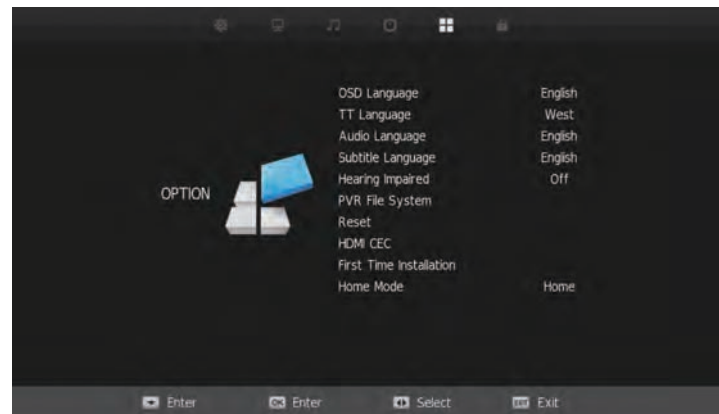 OSD Language English
TT Language West
Audio Language English
Subtitle Language English
Hearing Impaired Off
OPTION
PVR File System
Reset
HDMI CEC
First Time Installation
Home Mode Home
Enter OK Enter Select EXIT Exit